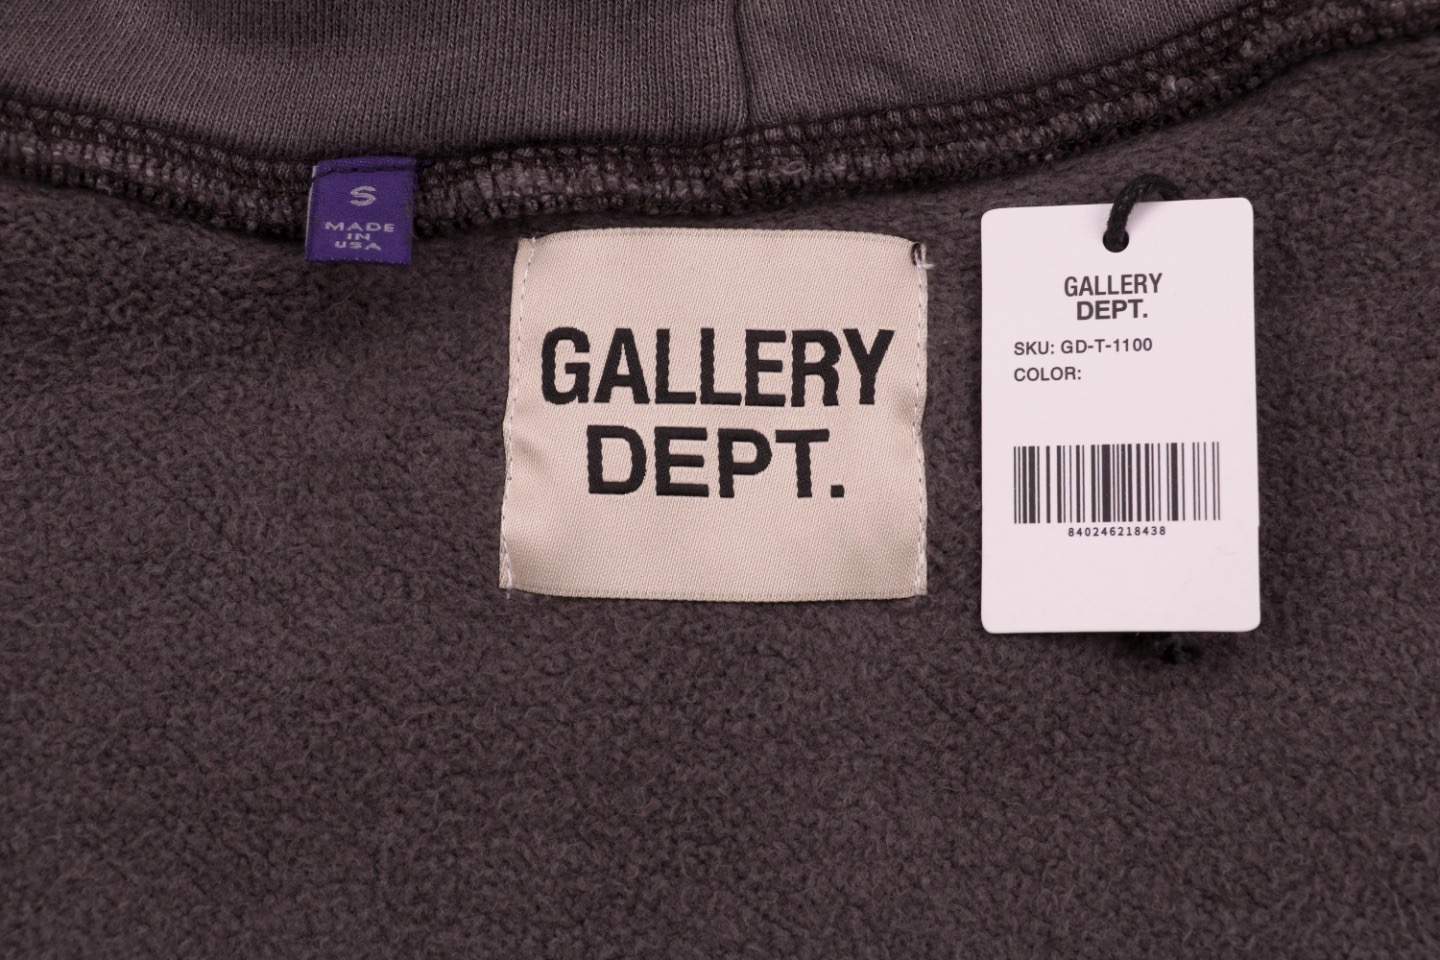 S
MADE
IN
USA
GALLERY
DEPT.
GALLERY
DEPT.
SKU: GD-T-1100
COLOR:
840246218438